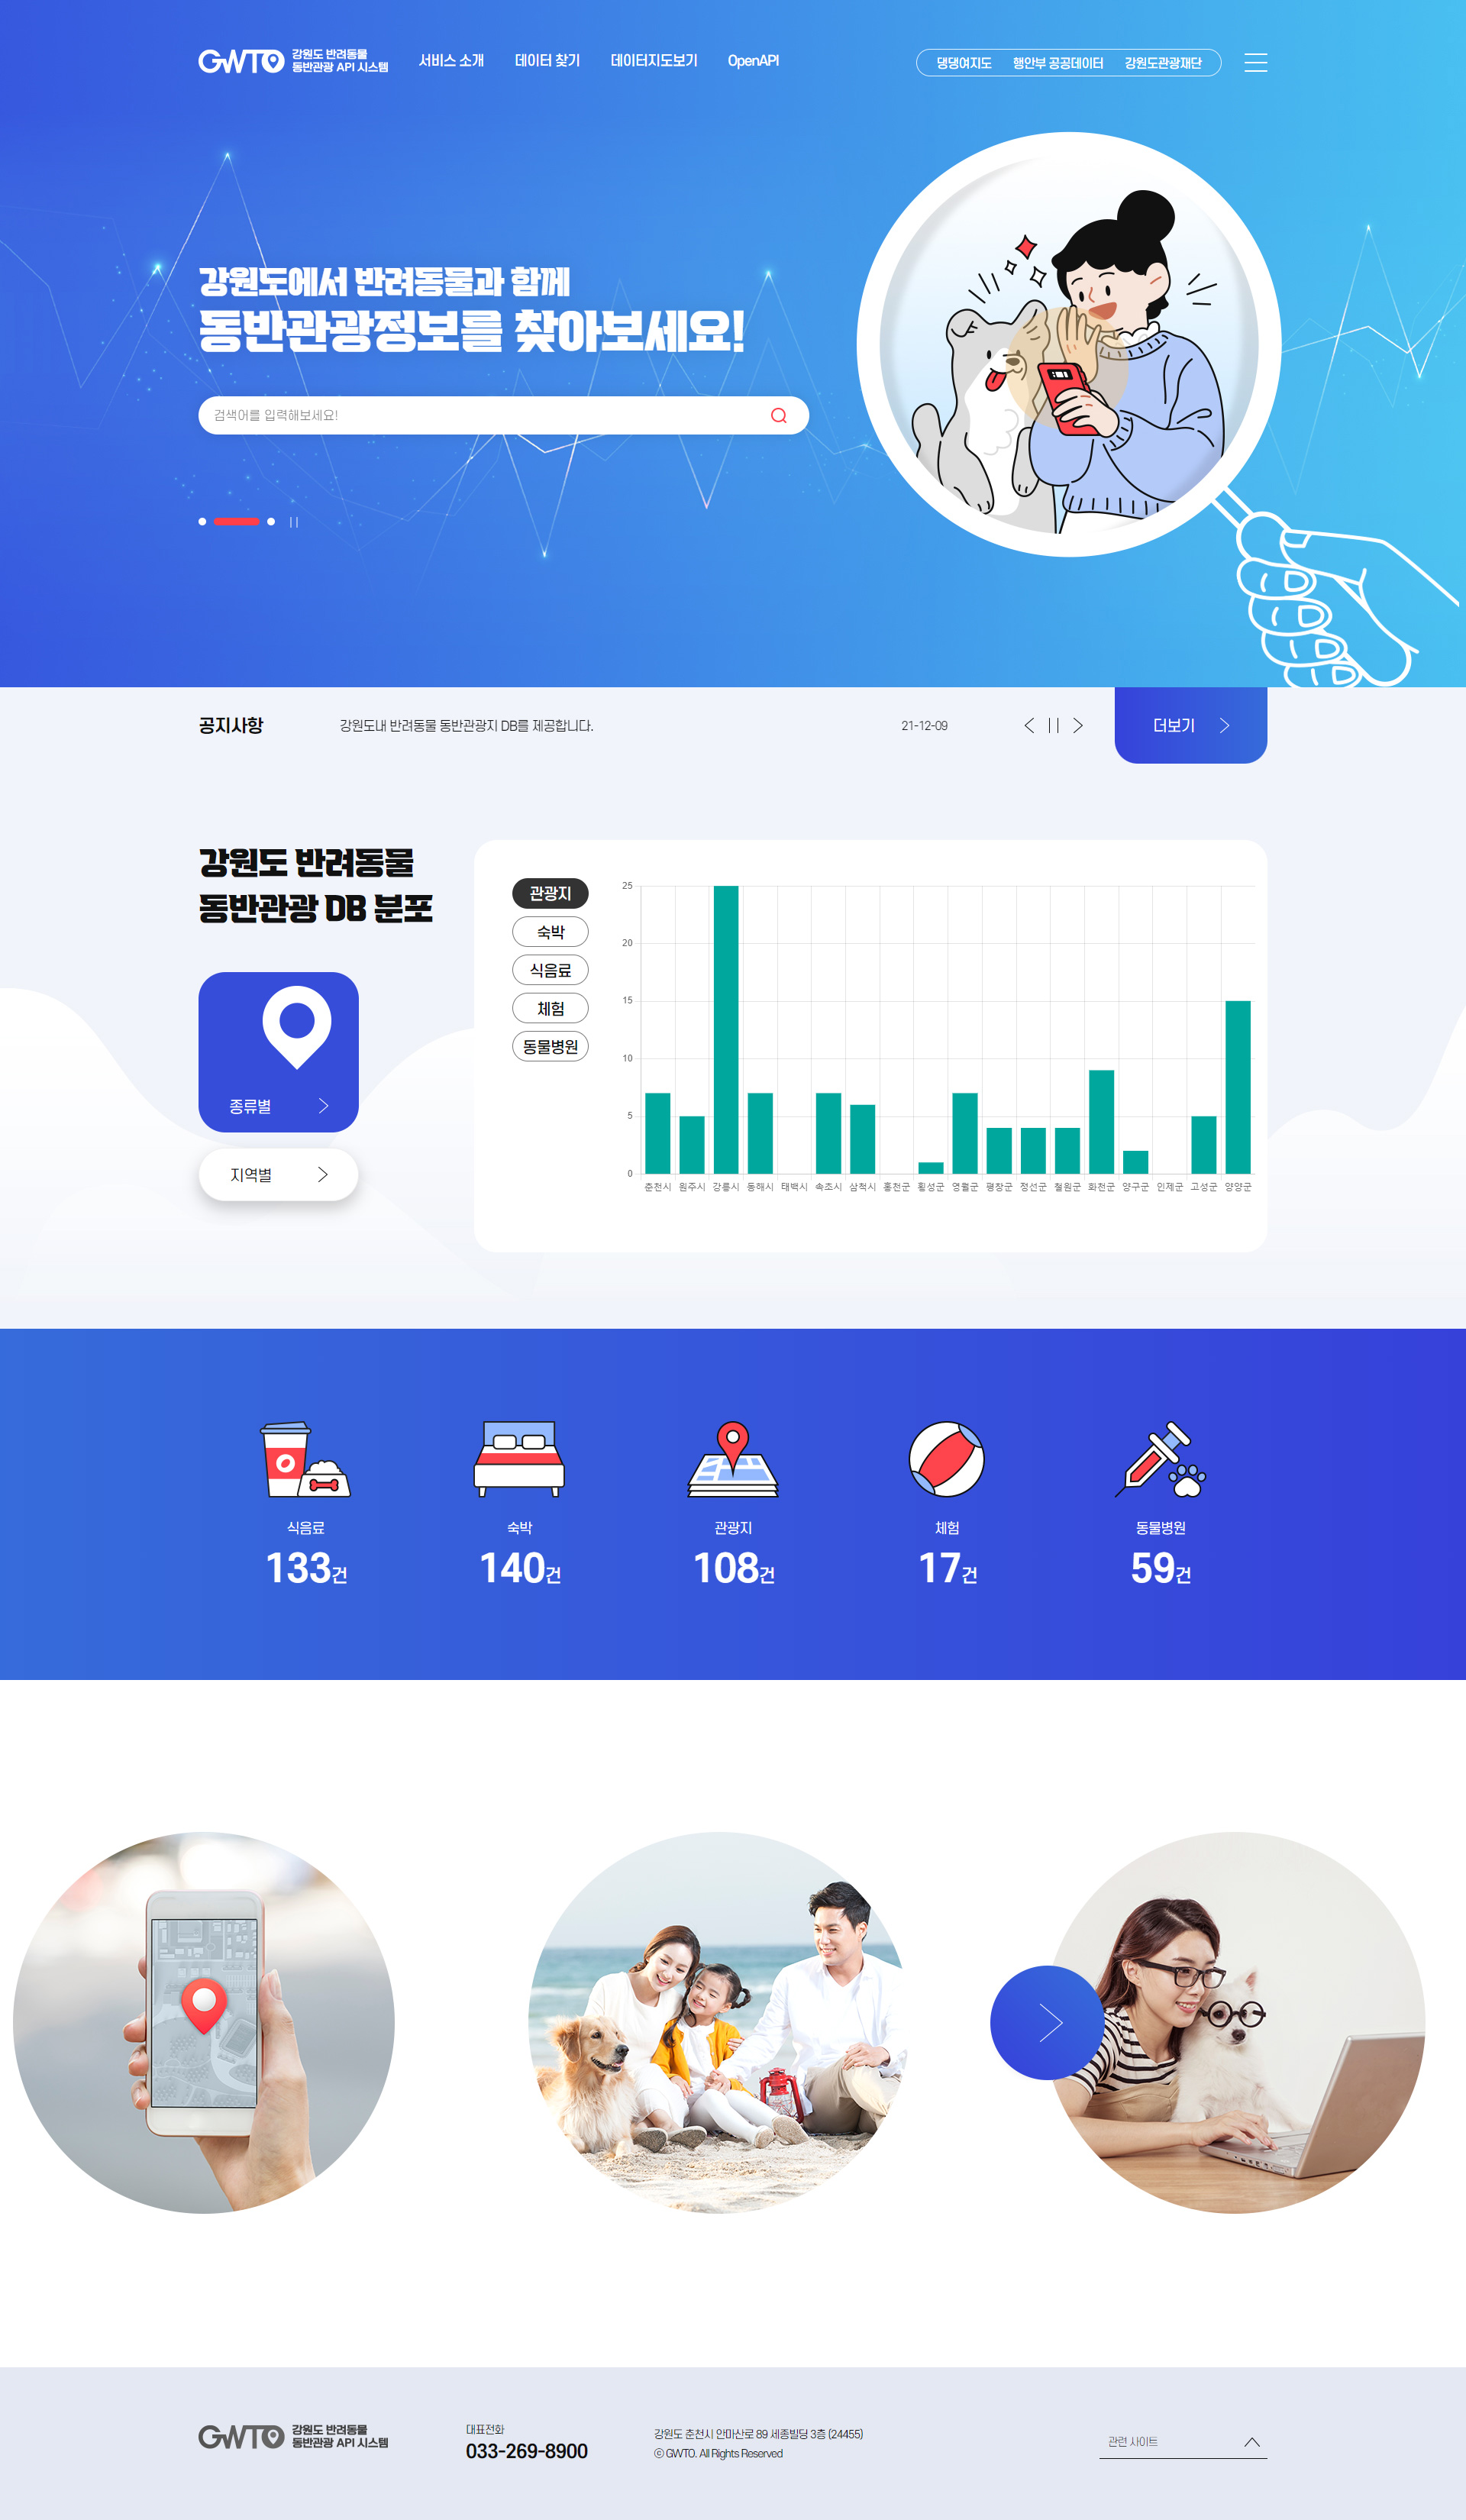 GWTO 강원도 반려동물
동반관광 API 시스템
서비스 소개 데이터 찾기 데이터지도보기 OpenAPI
댕댕여지도 행안부 공공데이터 강원도관광재단
강원도에서 반려동물과 함께
동반관광정보를 찾아보세요!
검색어를 입력해보세요!
공지사항 강원도내 반려동물 동반관광지 DB를 제공합니다. 21-12-09 더보기
강원도 반려동물
동반관광 DB 분포
종류별
지역별
관광지
숙박
식음료
체험
동물병원
25
20
15
10
5
0
춘천시 원주시 강릉시 동해시 태백시 속초시 삼척시 홍천군 횡성군 영월군 평창군 정선군 철원군 화천군 양구군 인제군 고성군 양양군
식음료 숙박 관광지 체험 동물병원
133건 140건 108건 17건 59건
GWTO 강원도 반려동물
동반관광 API 시스템
대표전화
033-269-8900
강원도 춘천시 안마산로 89 세종빌딩 3층 (24455)
ⓒ GWTO. All Rights Reserved
관련 사이트